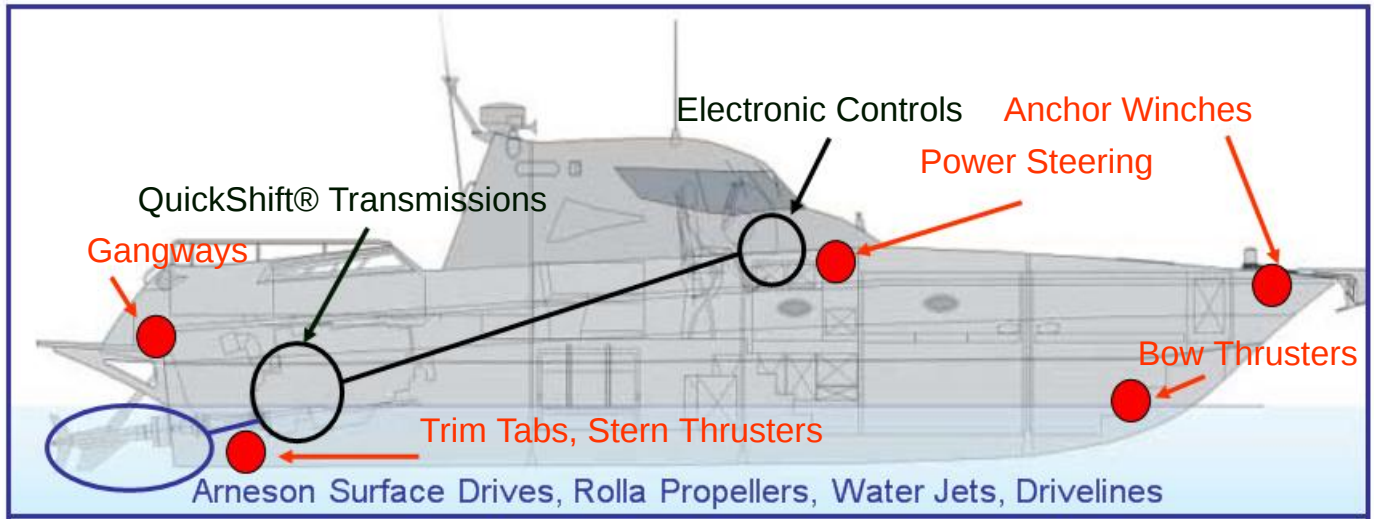 Electronic Controls
Anchor Winches
Power Steering
QuickShift® Transmissions
Gangways
Bow Thrusters
Trim Tabs, Stern Thrusters
Arneson Surface Drives, Rolla Propellers, Water Jets, Drivelines